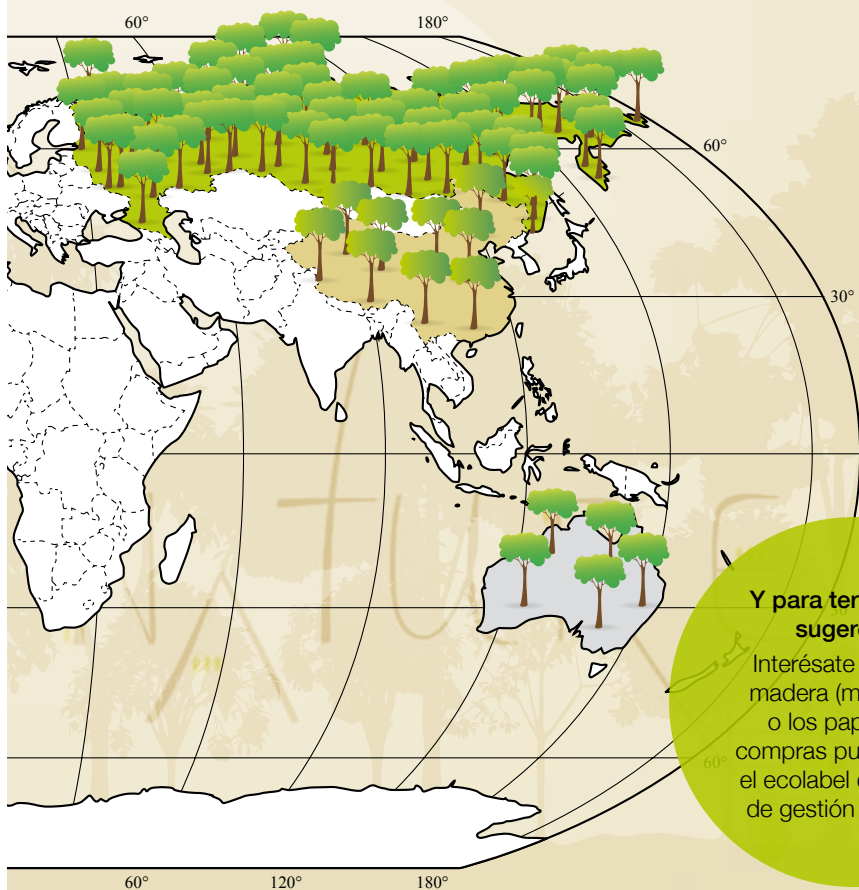 60°
180°
60°
30°
NATURE
Y para ter
sugere
Interésate
madera (m
o los pap
compras pu
60°
el ecolabel
de gestión
60°
120°
180°